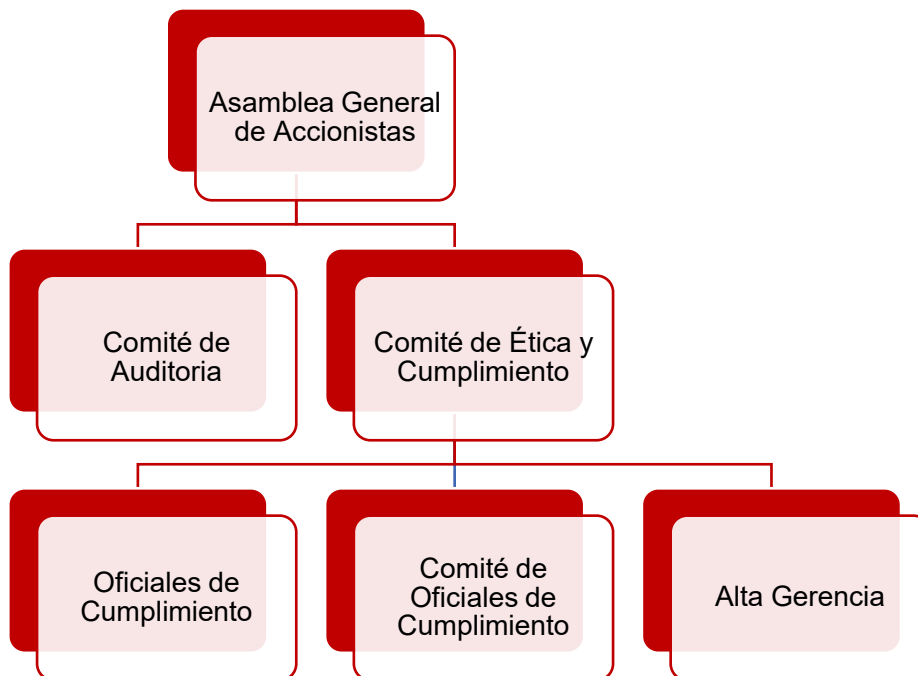 Asamblea General
de Accionistas
Comité de
Auditoria
Comité de Ética y
Cumplimiento
Oficiales de
Cumplimiento
Comité de
Oficiales de
Cumplimiento
Alta Gerencia